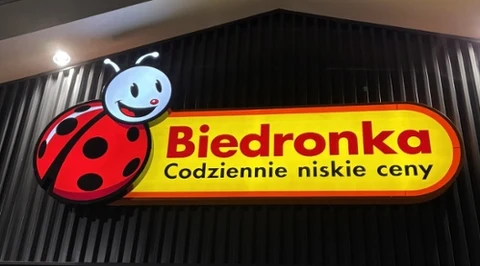 Biedronka
Codziennie niskie ceny